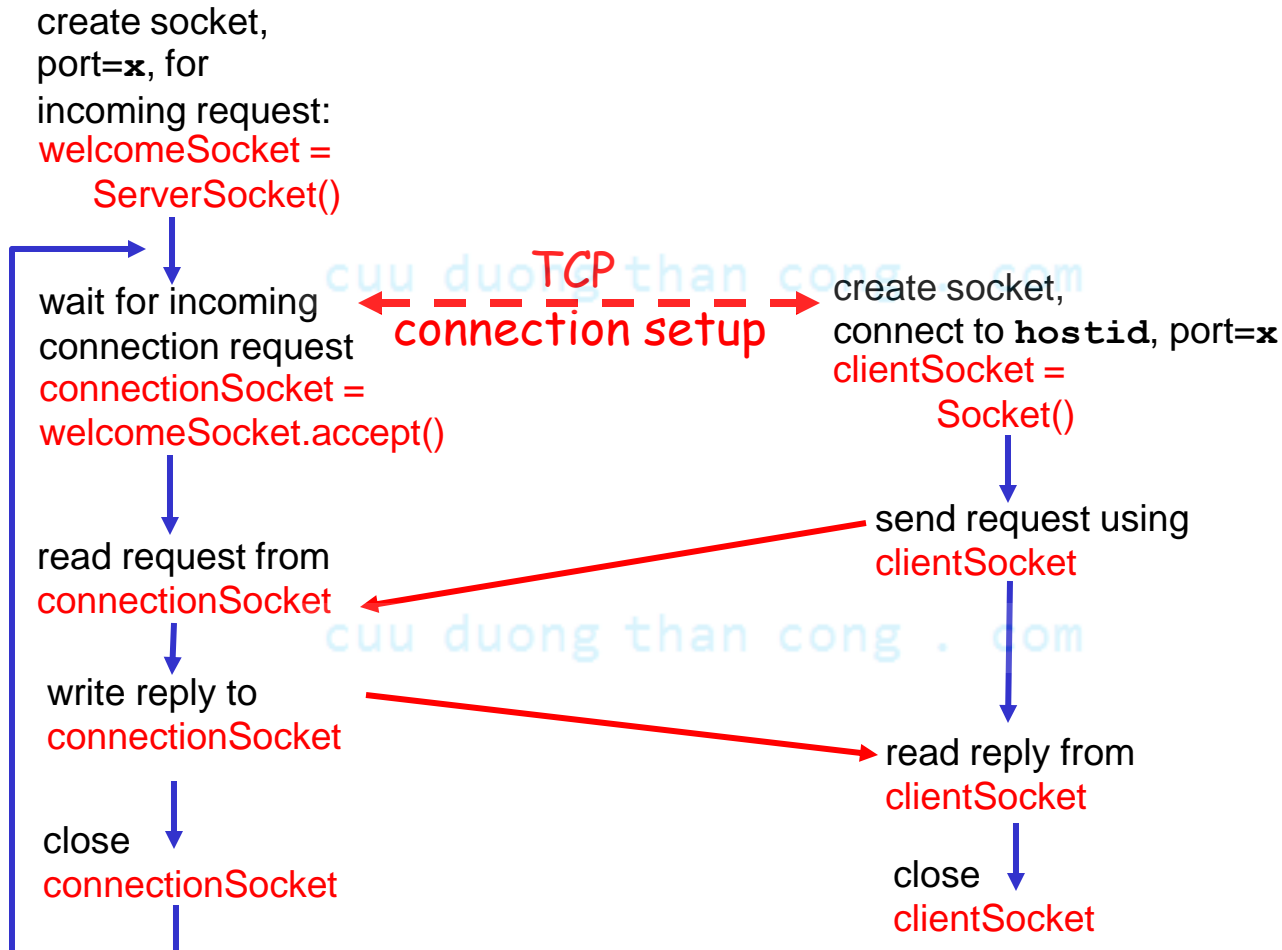 create socket,
port=x, for
incoming request:
welcomeSocket =
ServerSocket()
wait for incoming
connection request
connectionSocket =
welcomeSocket.accept()
TCP
connection setup
create socket,
connect to hostid, port=x
clientSocket =
Socket()
send request using
clientSocket
read request from
connectionSocket
write reply to
connectionSocket
read reply from
clientSocket
close
connectionSocket
close
clientSocket
cuu duong than cong . com
cuu duong than cong . com